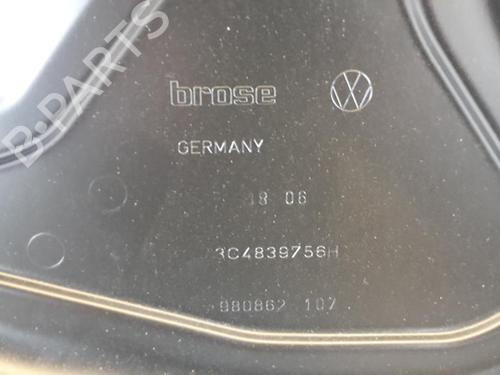 B-PARTS
brose
GERMANY
18 06
3C4839756H
980862 107